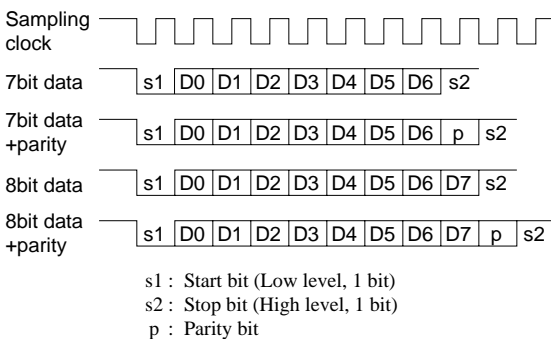 Sampling
clock
7bit data s1 D0 D1 D2 D3 D4 D5 D6 s2
7bit data
+parity s1 D0 D1 D2 D3 D4 D5 D6 p s2
8bit data s1 D0 D1 D2 D3 D4 D5 D6 D7 s2
8bit data
+parity s1 D0 D1 D2 D3 D4 D5 D6 D7 p s2
s1 : Start bit (Low level, 1 bit)
s2 : Stop bit (High level, 1 bit)
p : Parity bit